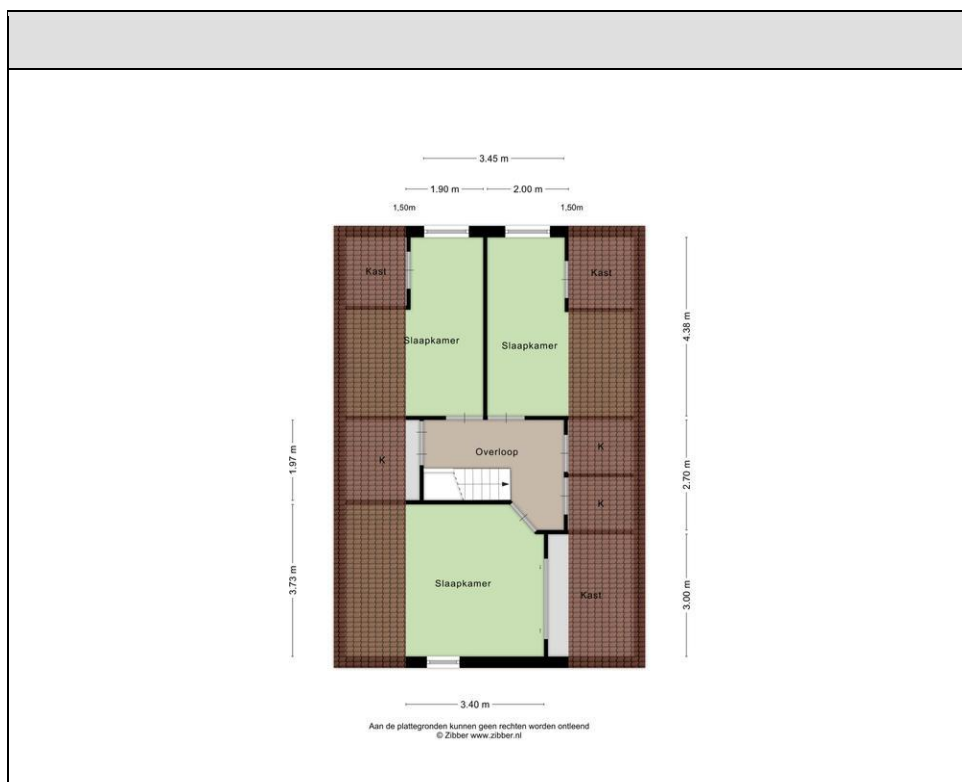 3.45 m
1.90 m
2.00 m
1,50m
1,50m
Kast
Kast
4.38 m
Slaapkamer
Slaapkamer
K
Overloop
K
1.97 m
2.70 m
K
Slaapkamer
Kast
3.73 m
3.00 m
3.40 m
Aan de plattegronden kunnen geen rechten worden ontleend
© Zibber www.zibber.nl